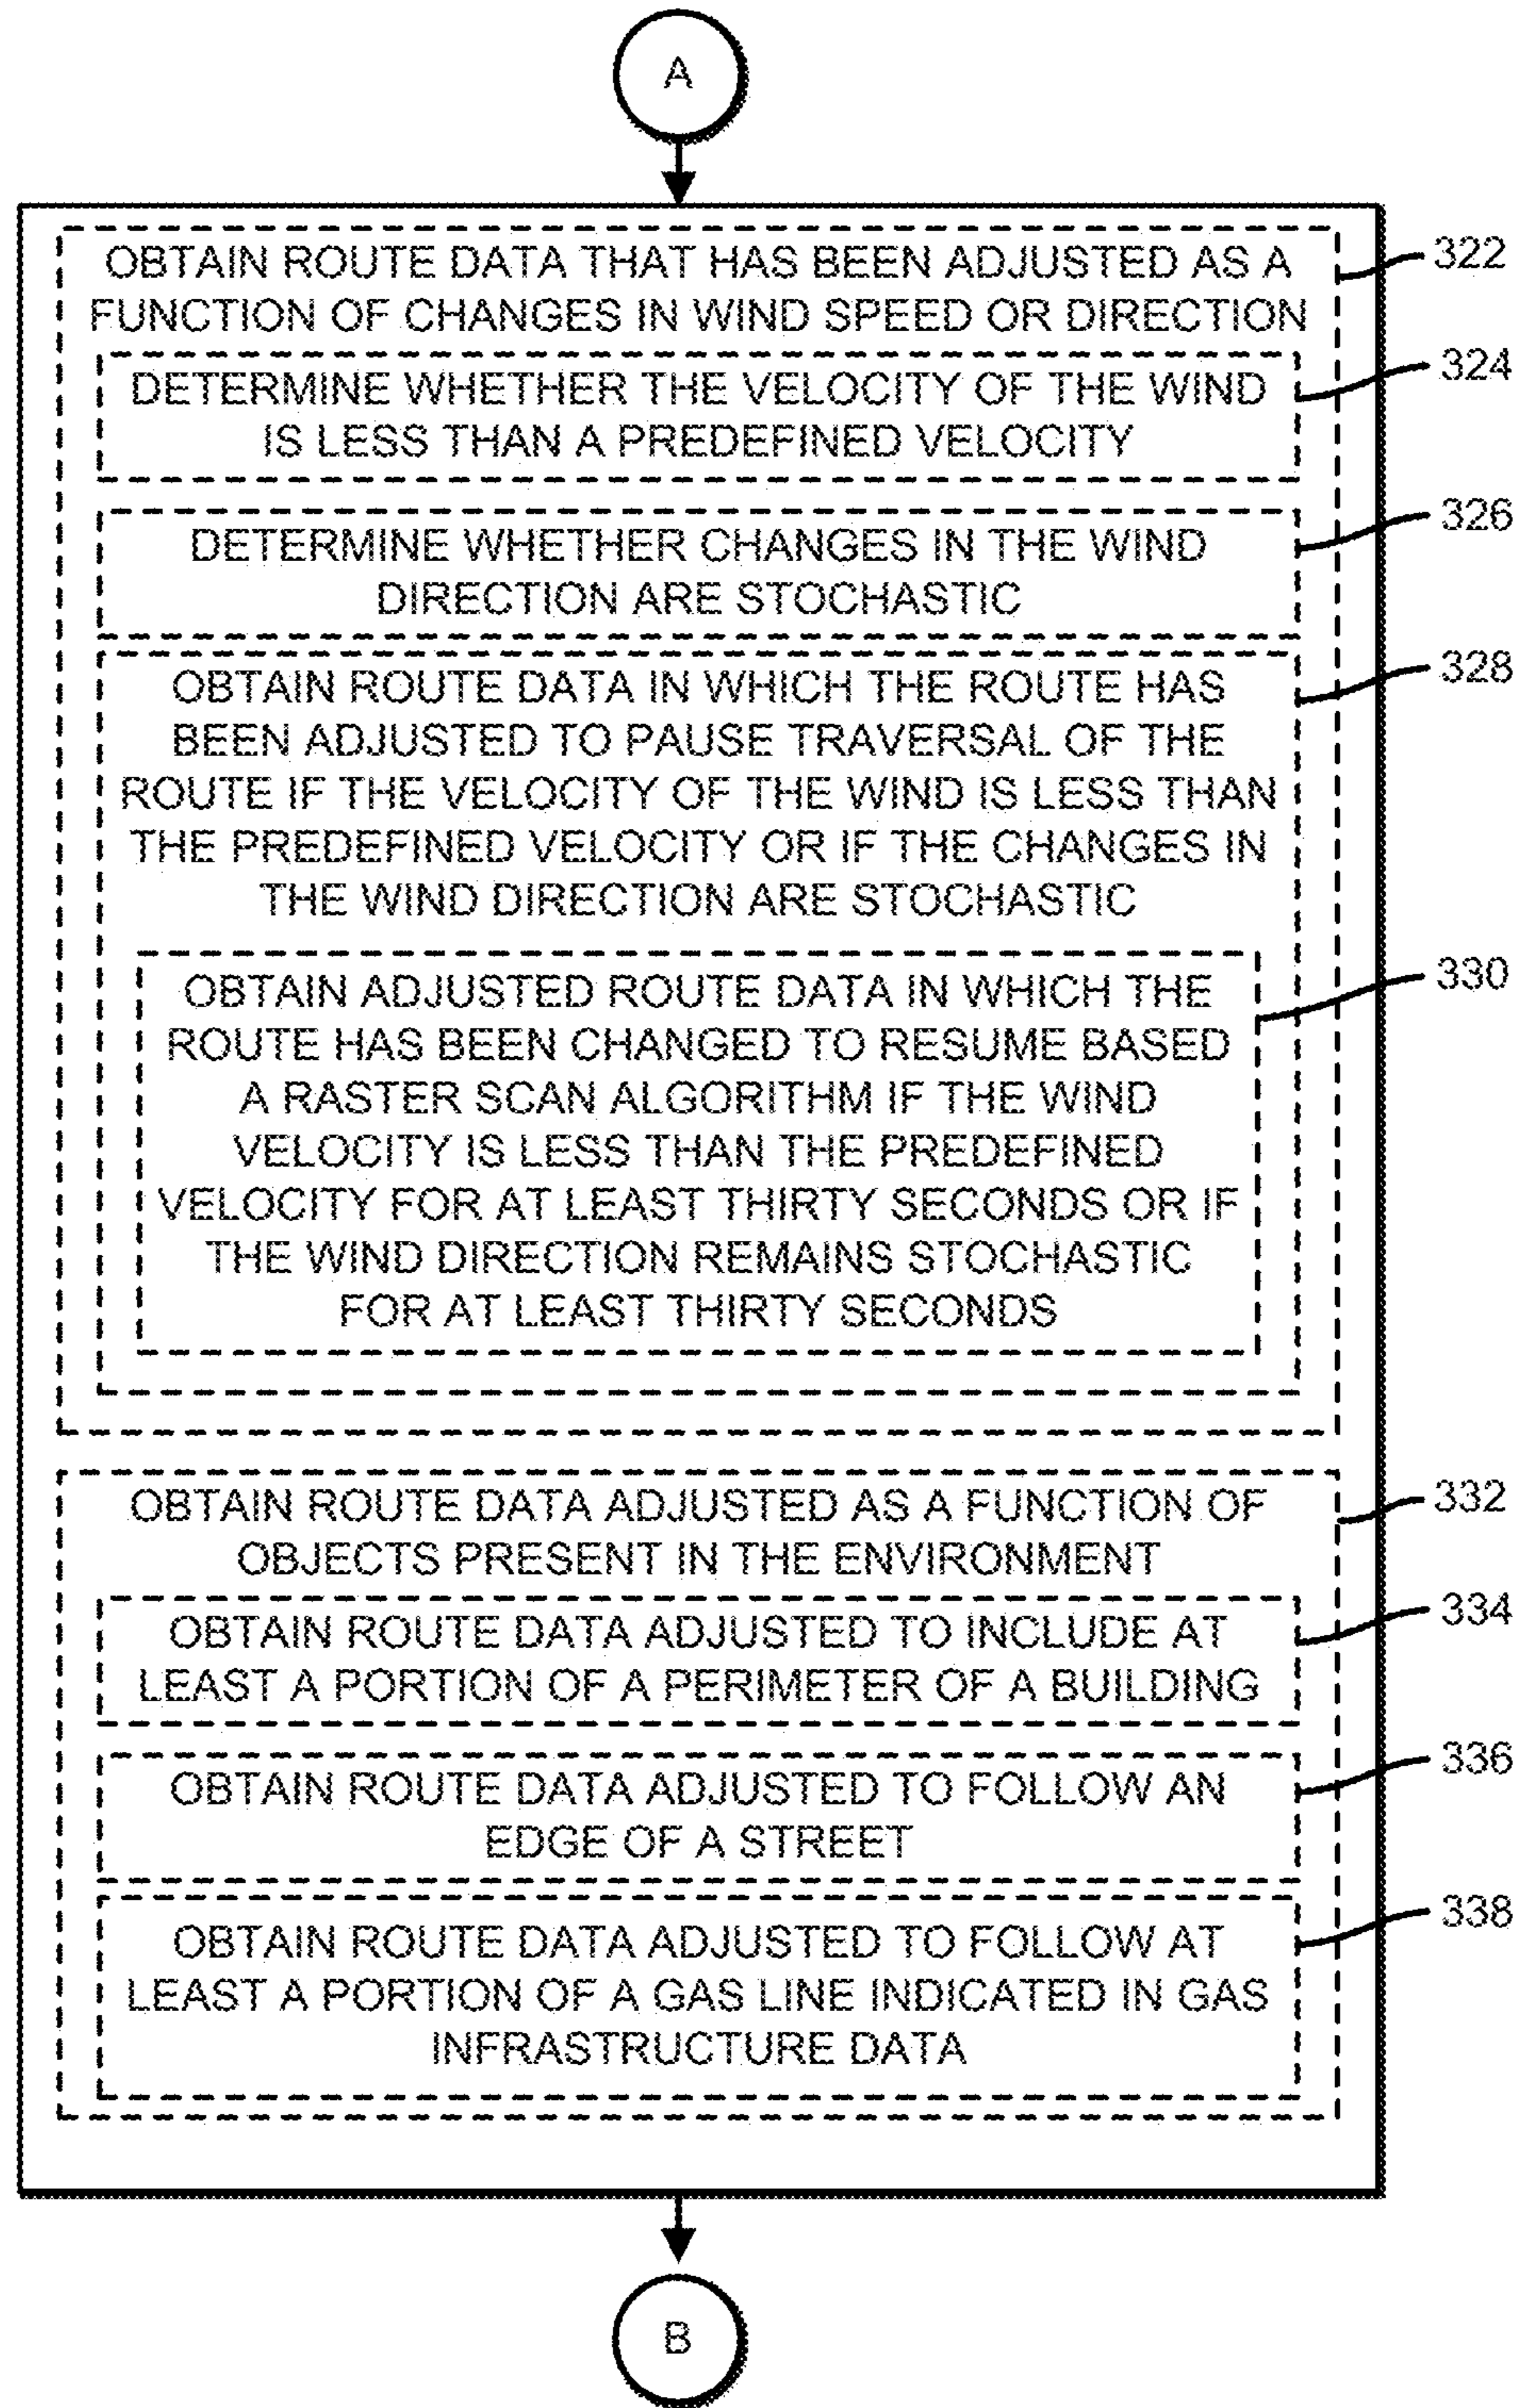 A
OBTAIN ROUTE DATA THAT HAS BEEN ADJUSTED AS A
FUNCTION OF CHANGES IN WIND SPEED OR DIRECTION
322
DETERMINE WHETHER THE VELOCITY OF THE WIND
IS LESS THAN A PREDEFINED VELOCITY
324
DETERMINE WHETHER CHANGES IN THE WIND
DIRECTION ARE STOCHASTIC
326
OBTAIN ROUTE DATA IN WHICH THE ROUTE HAS
BEEN ADJUSTED TO PAUSE TRAVERSAL OF THE
ROUTE IF THE VELOCITY OF THE WIND IS LESS THAN
THE PREDEFINED VELOCITY OR IF THE CHANGES IN
THE WIND DIRECTION ARE STOCHASTIC
328
OBTAIN ADJUSTED ROUTE DATA IN WHICH THE
ROUTE HAS BEEN CHANGED TO RESUME BASED
A RASTER SCAN ALGORITHM IF THE WIND
VELOCITY IS LESS THAN THE PREDEFINED
VELOCITY FOR AT LEAST THIRTY SECONDS OR IF
THE WIND DIRECTION REMAINS STOCHASTIC
FOR AT LEAST THIRTY SECONDS
330
OBTAIN ROUTE DATA ADJUSTED AS A FUNCTION OF
OBJECTS PRESENT IN THE ENVIRONMENT
332
OBTAIN ROUTE DATA ADJUSTED TO INCLUDE AT
LEAST A PORTION OF A PERIMETER OF A BUILDING
334
OBTAIN ROUTE DATA ADJUSTED TO FOLLOW AN
EDGE OF A STREET
336
OBTAIN ROUTE DATA ADJUSTED TO FOLLOW AT
LEAST A PORTION OF A GAS LINE INDICATED IN GAS
INFRASTRUCTURE DATA
338
B